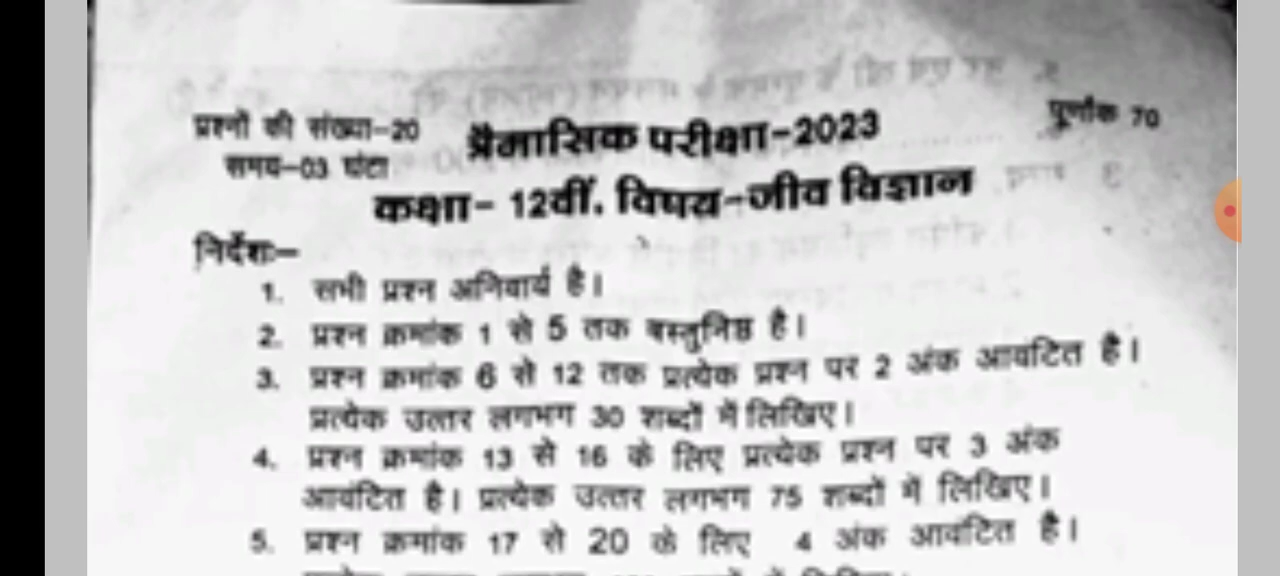 प्रश्नों की संख्या-20
पूर्णांक 70
त्रैमासिक परीक्षा-2023
समय-03 घंटा
कक्षा- 12वीं. विषय-जीव विज्ञान
निर्देशः-
1. सभी प्रश्न अनिवार्य है।
2. प्रश्न क्रमांक 1 से 5 तक वस्तुनिष्ठ है।
3. प्रश्न क्रमांक 6 से 12 तक प्रत्येक प्रश्न पर 2 अंक आवंटित है।
प्रत्येक उत्तर लगभग 30 शब्दों में लिखिए।
4. प्रश्न क्रमांक 13 से 16 के लिए प्रत्येक प्रश्न पर 3 अंक
आवंटित है। प्रत्येक उत्तर लगभग 75 शब्दों में लिखिए।
5. प्रश्न क्रमांक 17 से 20 के लिए 4 अंक आवंटित है।